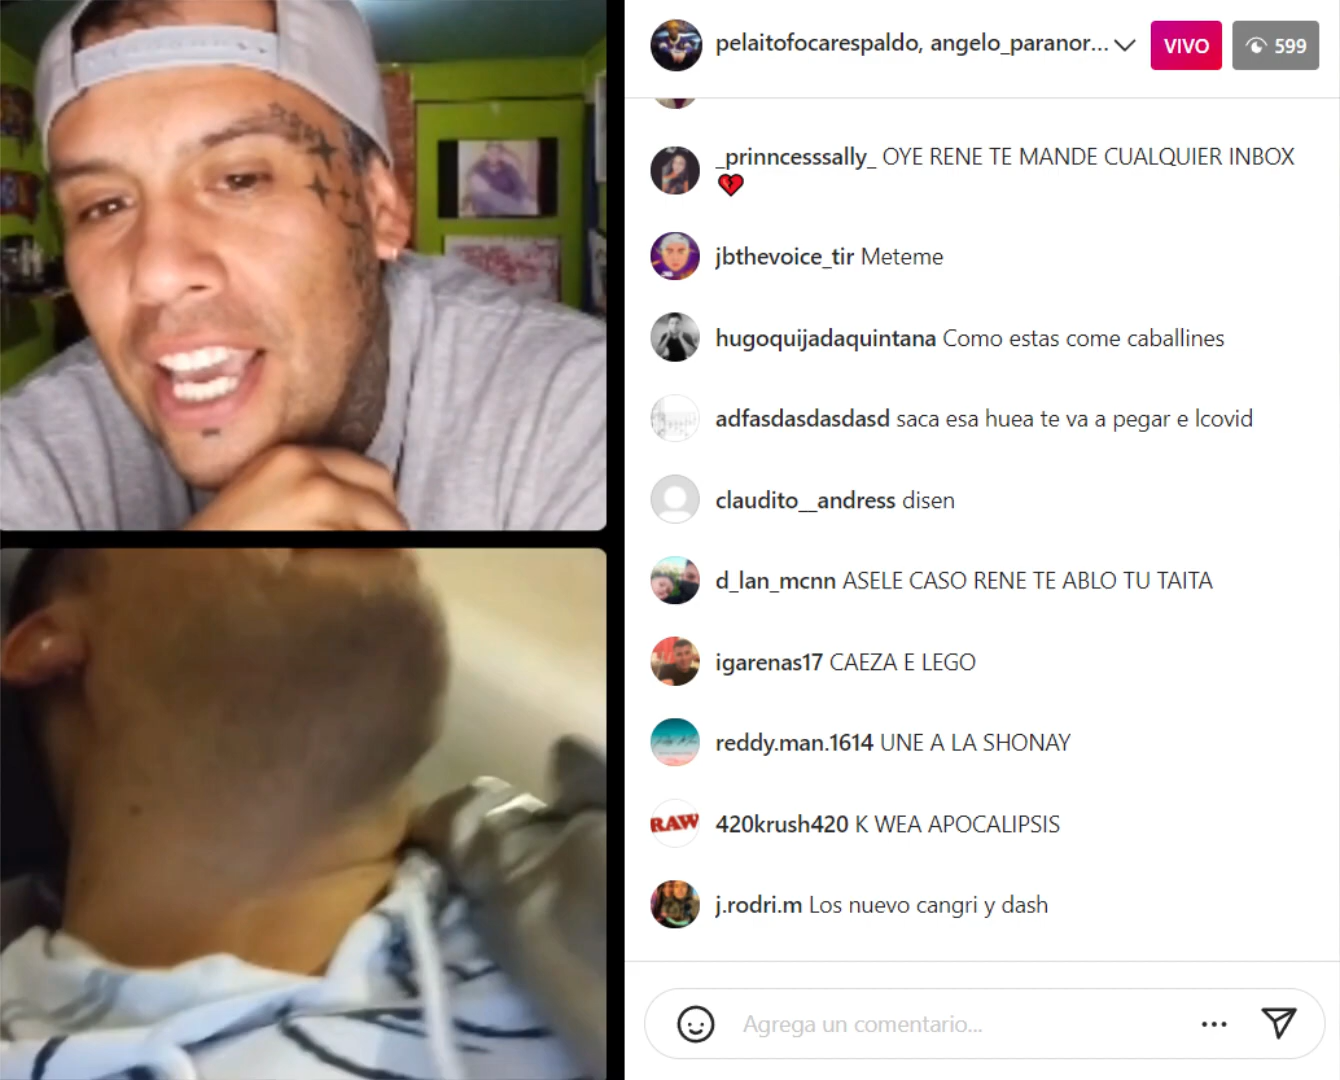 pelaitofocarespaldo, angelo_paranor...
VIVO
599
_prinncesssally_ OYE RENE TE MANDE CUALQUIER INBOX
💔
jbthevoice_tir Meteme
hugoquijadaquintana Como estas come caballines
adfasdasdasdasd saca esa huea te va a pegar e lcovid
claudito__andress disen
d_lan_mcnn ASELE CASO RENE TE ABLO TU TAITA
igarenas17 CAEZA E LEGO
reddy.man.1614 UNE A LA SHONAY
RAW
420krush420 K WEA APOCALIPSIS
j.rodri.m Los nuevo cangri y dash
Agrega un comentario...